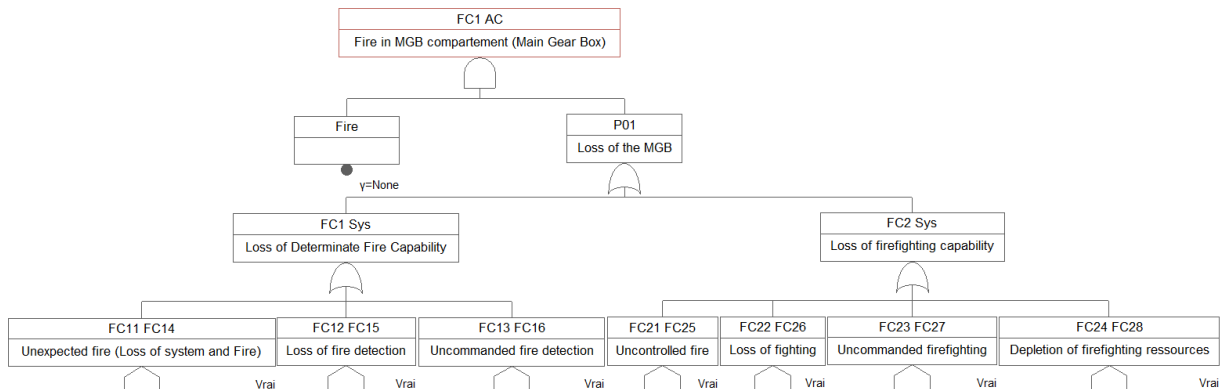 FC1 AC
Fire in MGB compartement (Main Gear Box)
Fire
P01
Loss of the MGB
γ=None
FC1 Sys
Loss of Determinate Fire Capability
FC2 Sys
Loss of firefighting capability
FC11 FC14
Unexpected fire (Loss of system and Fire)
FC12 FC15
Loss of fire detection
FC13 FC16
Uncommanded fire detection
FC21 FC25
Uncontrolled fire
FC22 FC26
Loss of fighting
FC23 FC27
Uncommanded firefighting
FC24 FC28
Depletion of firefighting ressources
Vrai
Vrai
Vrai
Vrai
Vrai
Vrai
Vrai